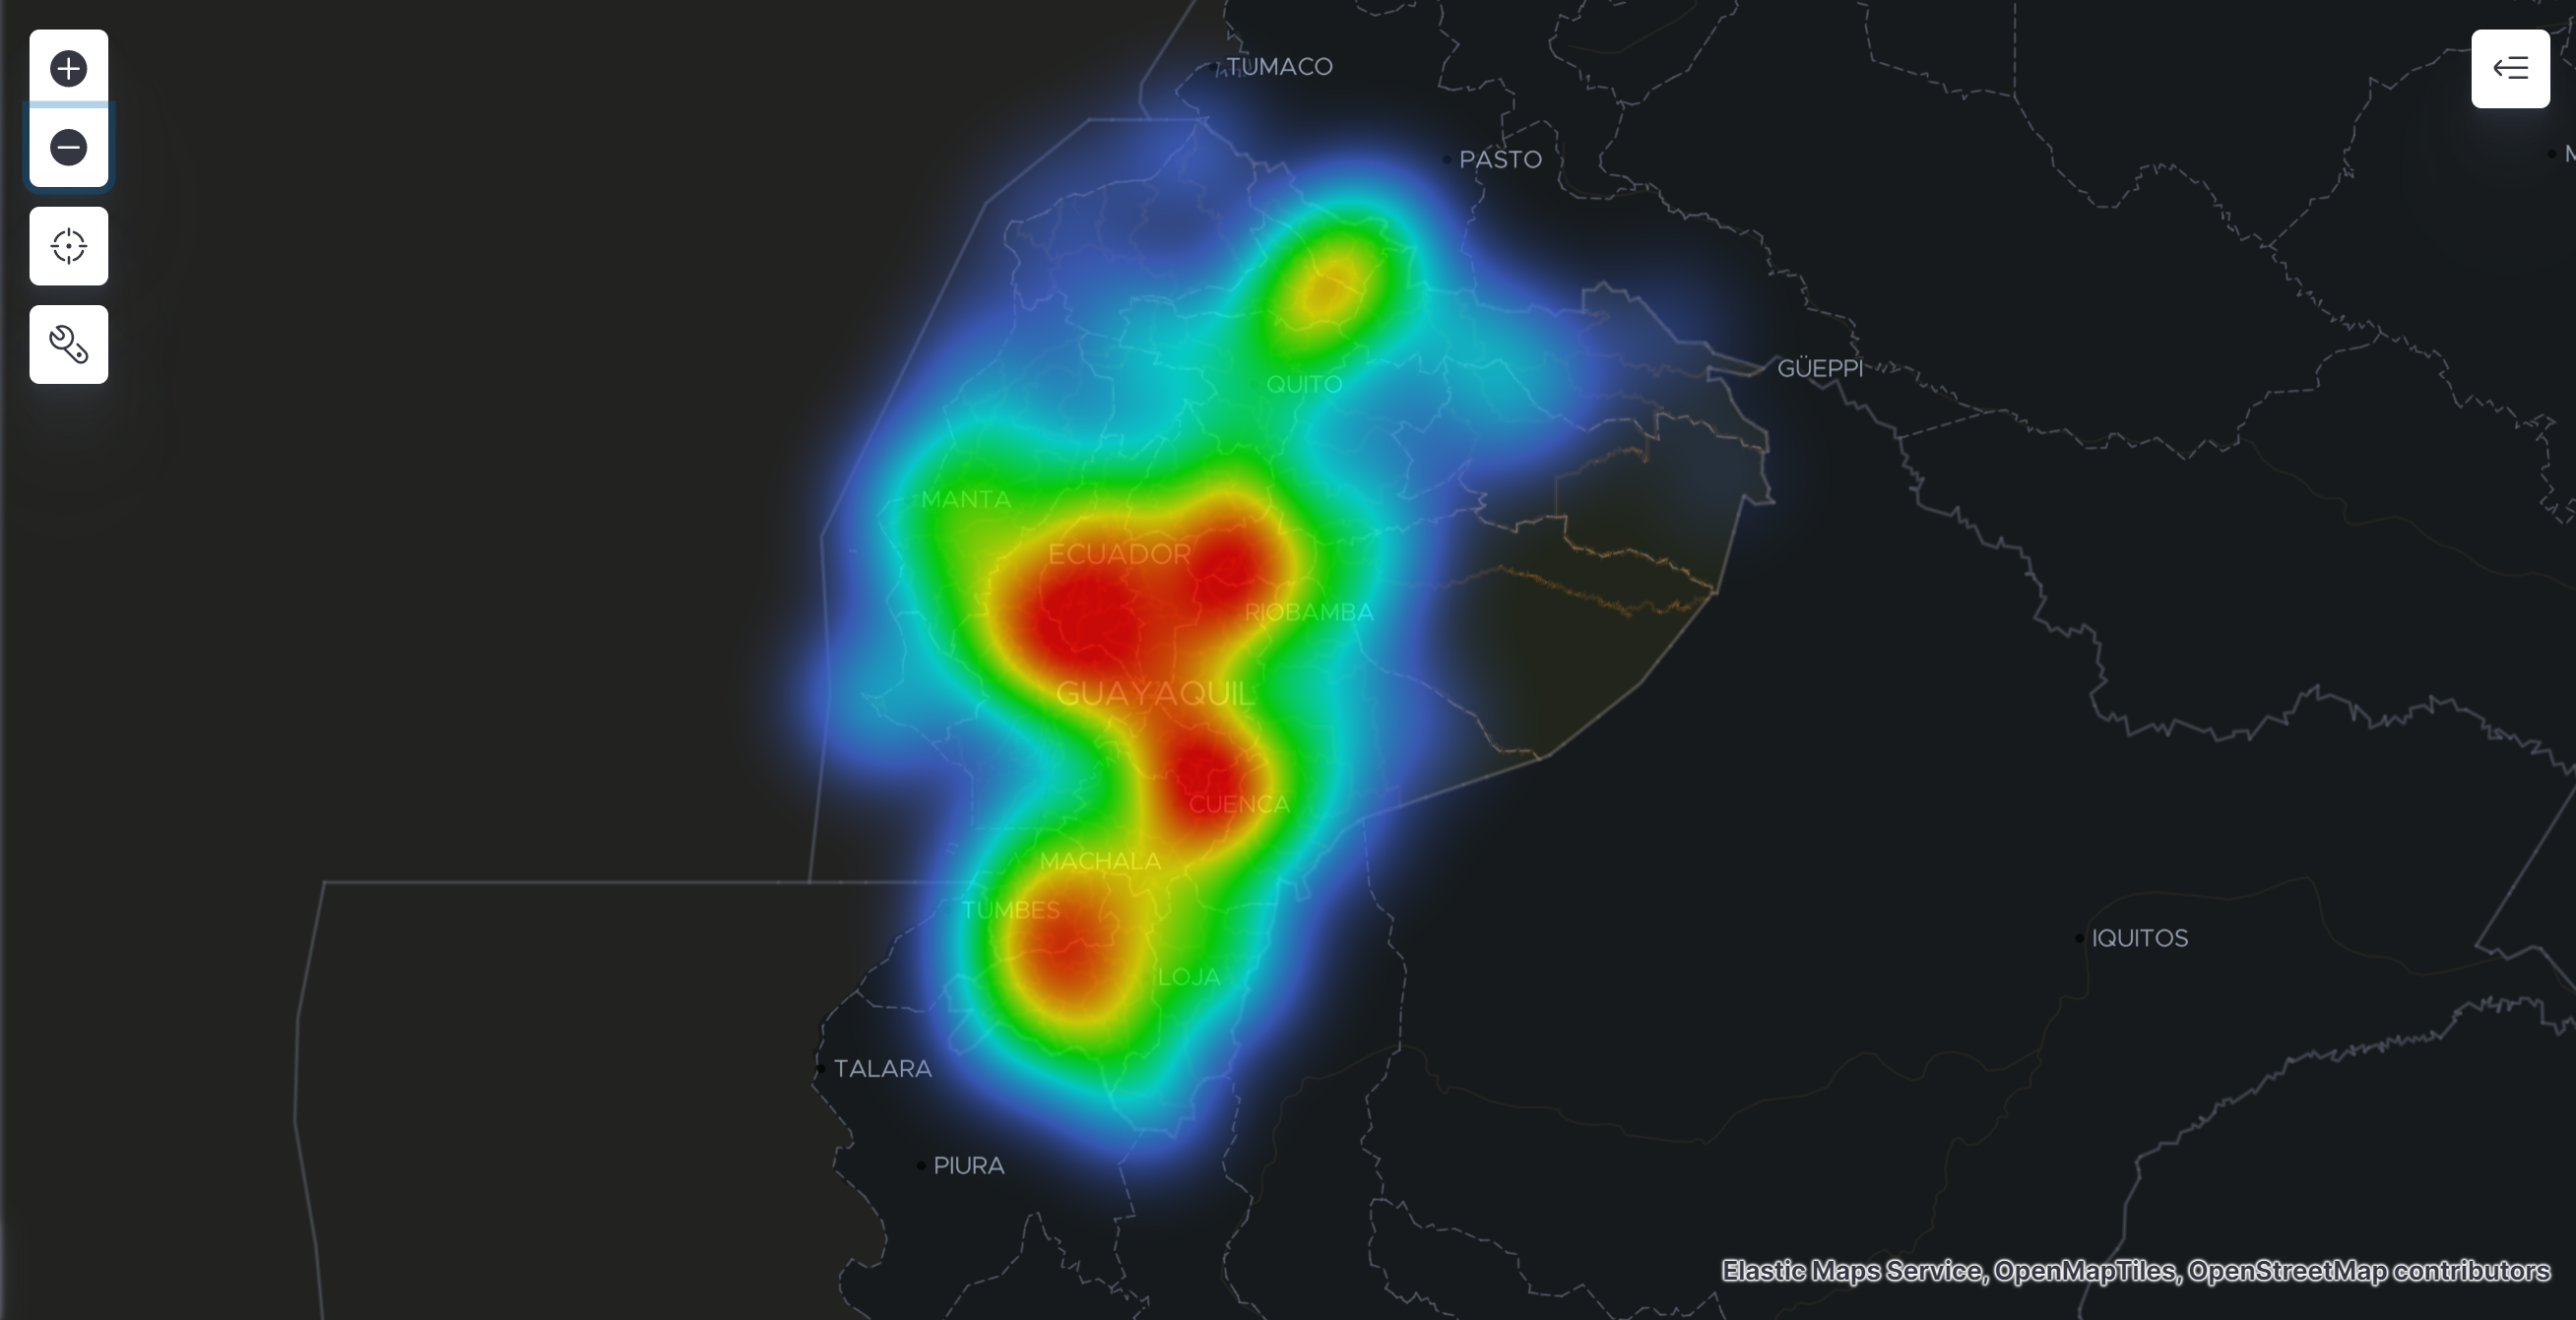 TUMACO
PASTO
GÜEPPI
QUITO
MANTA
ECUADOR
RIOBAMBA
GUAYAQUIL
CUENCA
MACHALA
TUMBES
IQUITOS
LOJA
TALARA
PIURA
Elastic Maps Service, OpenMapTiles, OpenStreetMap contributors